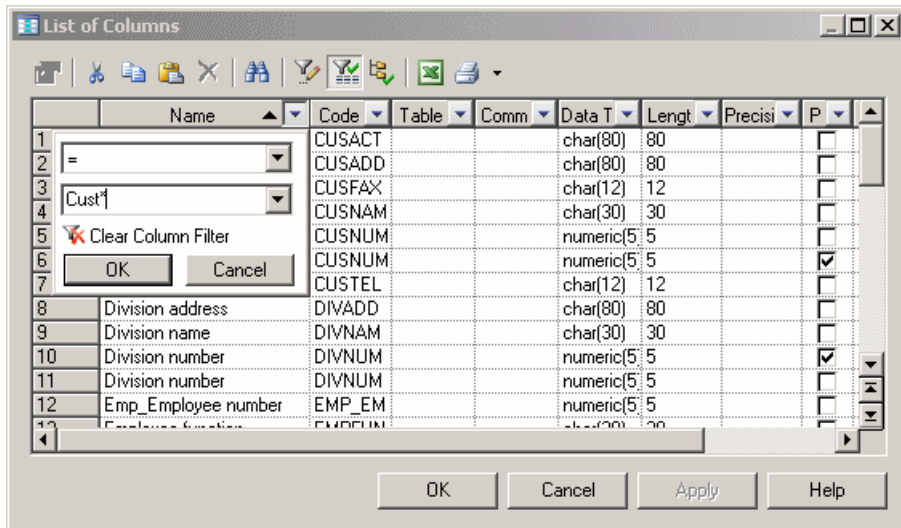 List of Columns
Name Code Table Comm Data T Lengt Precisi P
1 CUSACT char(80) 80
2 = CUSADD char(80) 80
3 Cust* CUSFAX char(12) 12
4 CUSNAM char(30) 30
5 Clear Column Filter CUSNUM numeric(5 5
6 OK Cancel CUSNUM numeric(5 5
7 CUSTEL char(12) 12
8 Division address DIVADD char(80) 80
9 Division name DIVNAM char(30) 30
10 Division number DIVNUM numeric(5) 5
11 Division number DIVNUM numeric(5 5
12 Emp_Employee number EMP_EM numeric(5 5
OK Cancel Apply Help